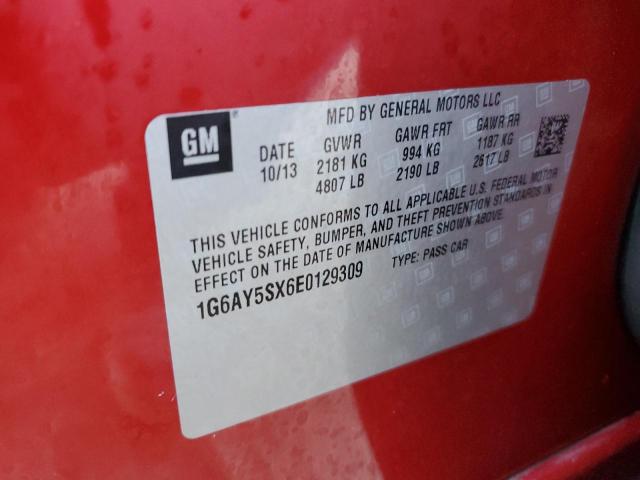 GM
MFD BY GENERAL MOTORS LLC
DATE GVWR GAWR FRT GAWR RR
10/13 2181 KG 994 KG 1187 KG
4807 LB 2190 LB 2617 LB
THIS VEHICLE CONFORMS TO ALL APPLICABLE U.S. FEDERAL MOTOR
VEHICLE SAFETY, BUMPER, AND THEFT PREVENTION STANDARDS IN
EFFECT ON THE DATE OF MANUFACTURE SHOWN ABOVE.
1G6AY5SX6E0129309 TYPE: PASS CAR